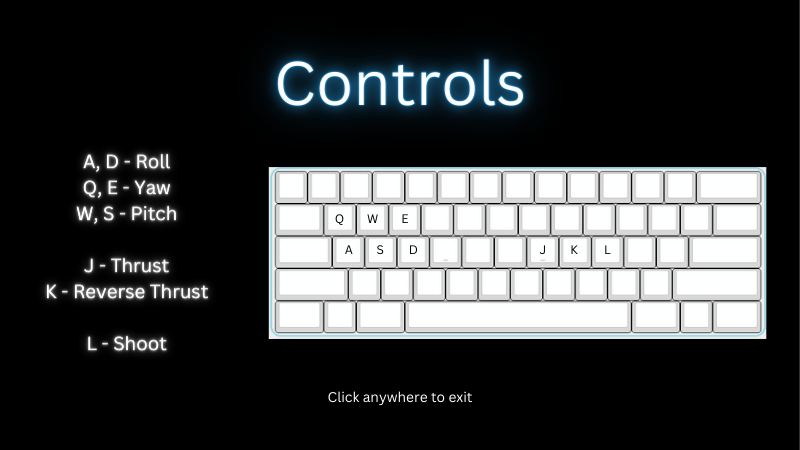 Controls
A, D - Roll
Q, E - Yaw
W, S - Pitch
J - Thrust
K - Reverse Thrust
L - Shoot
Q W E
A S D _ J K L
Click anywhere to exit